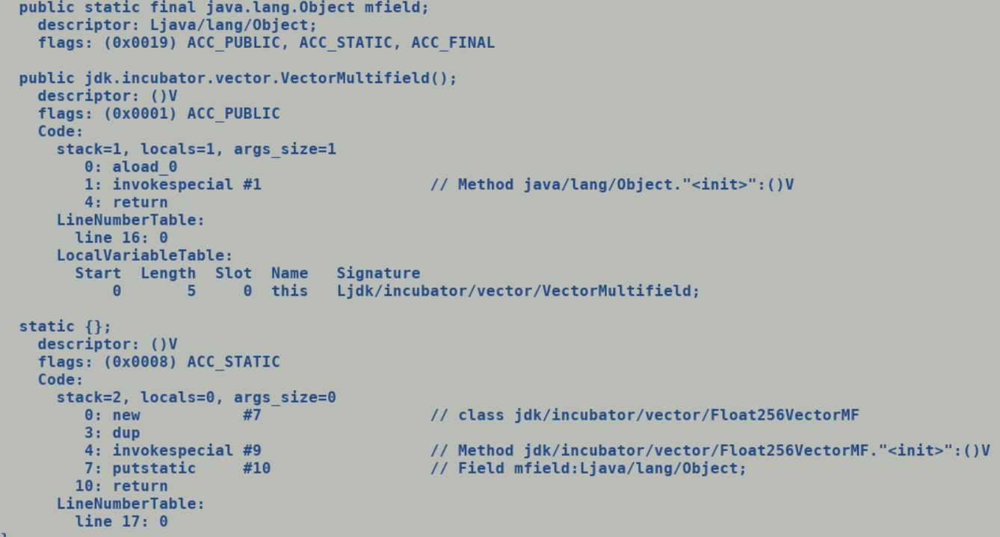 public static final java.lang.Object mfield;
descriptor: Ljava/lang/Object;
flags: (0x0019) ACC_PUBLIC, ACC_STATIC, ACC_FINAL
public jdk.incubator.vector.VectorMultifield();
descriptor: ()V
flags: (0x0001) ACC_PUBLIC
Code:
stack=1, locals=1, args_size=1
0: aload_0
1: invokespecial #1 // Method java/lang/Object."<init>":()V
4: return
LineNumberTable:
line 16: 0
LocalVariableTable:
Start Length Slot Name Signature
0 5 0 this Ljdk/incubator/vector/VectorMultifield;
static {};
descriptor: ()V
flags: (0x0008) ACC_STATIC
Code:
stack=2, locals=0, args_size=0
0: new #7 // class jdk/incubator/vector/Float256VectorMF
3: dup
4: invokespecial #9 // Method jdk/incubator/vector/Float256VectorMF."<init>":()V
7: putstatic #10 // Field mfield:Ljava/lang/Object;
10: return
LineNumberTable:
line 17: 0
}